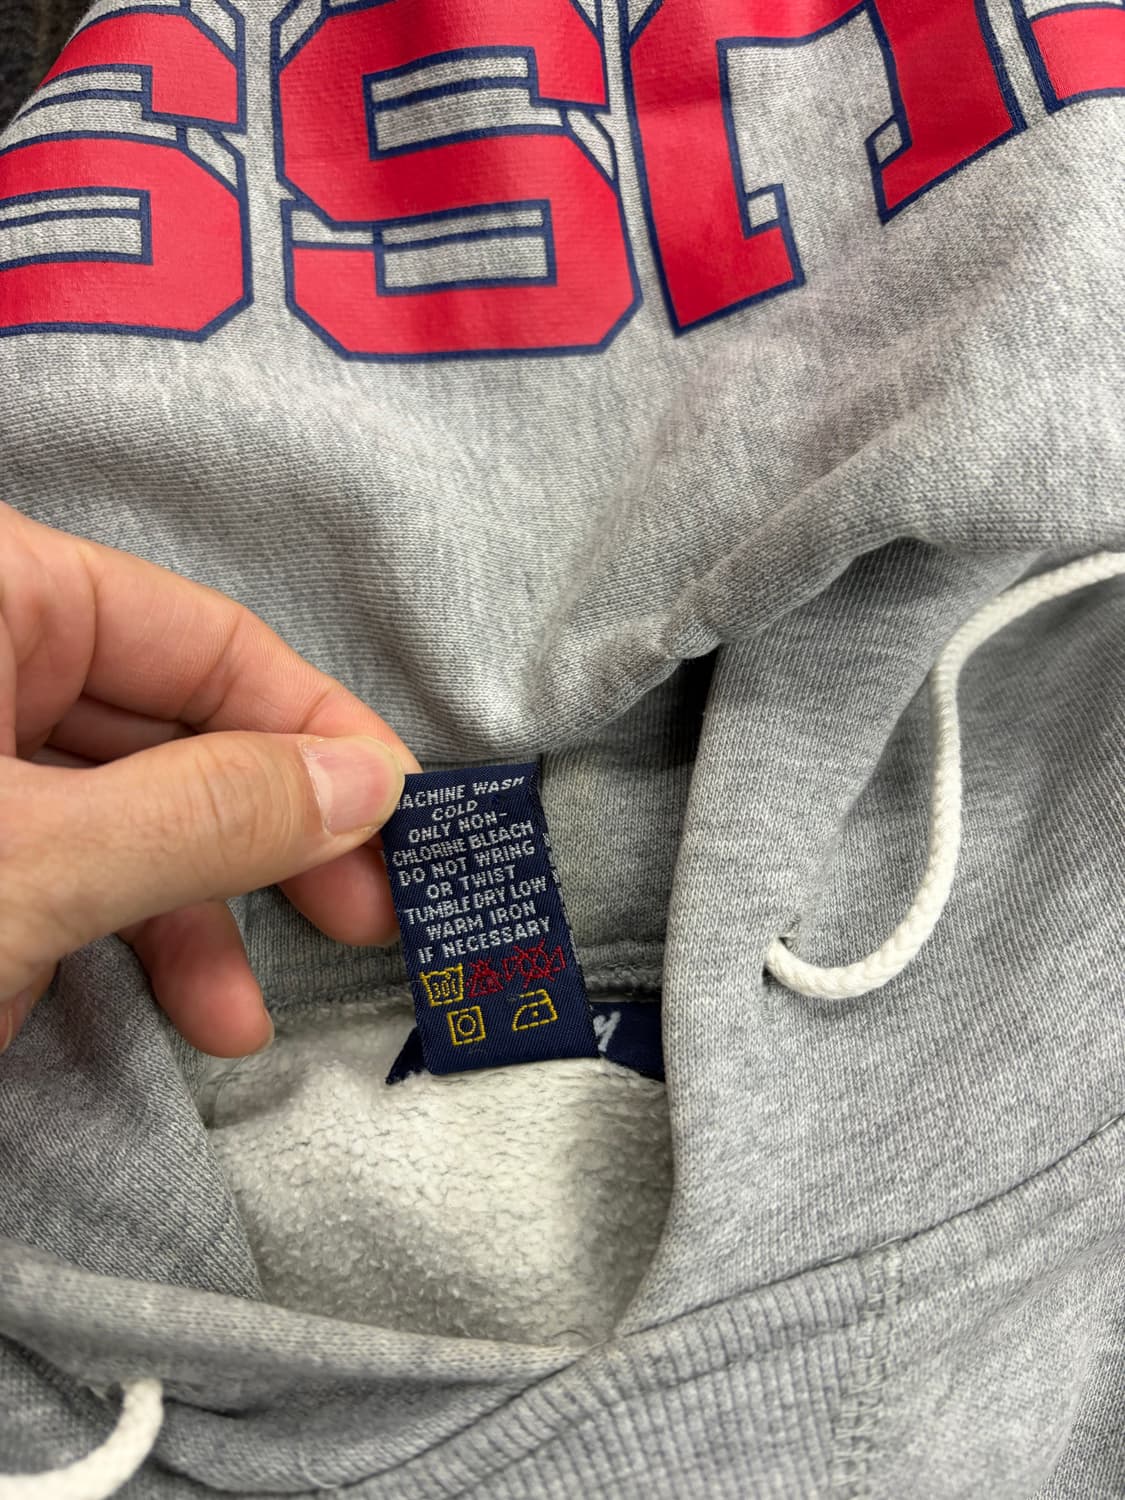 MACHINE WASH
COLD
ONLY NON-
CHLORINE BLEACH
DO NOT WRING
OR TWIST
TUMBLE DRY LOW
WARM IRON
IF NECESSARY
30